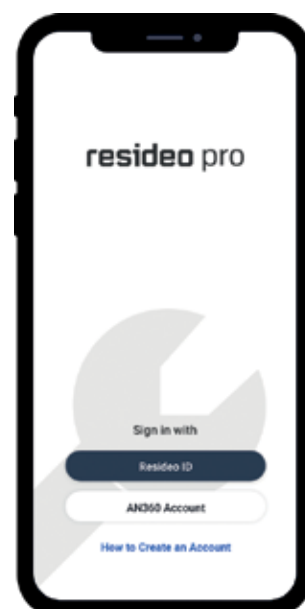 resideo pro
Sign in with
Resideo ID
AN360 Account
How to Create an Account